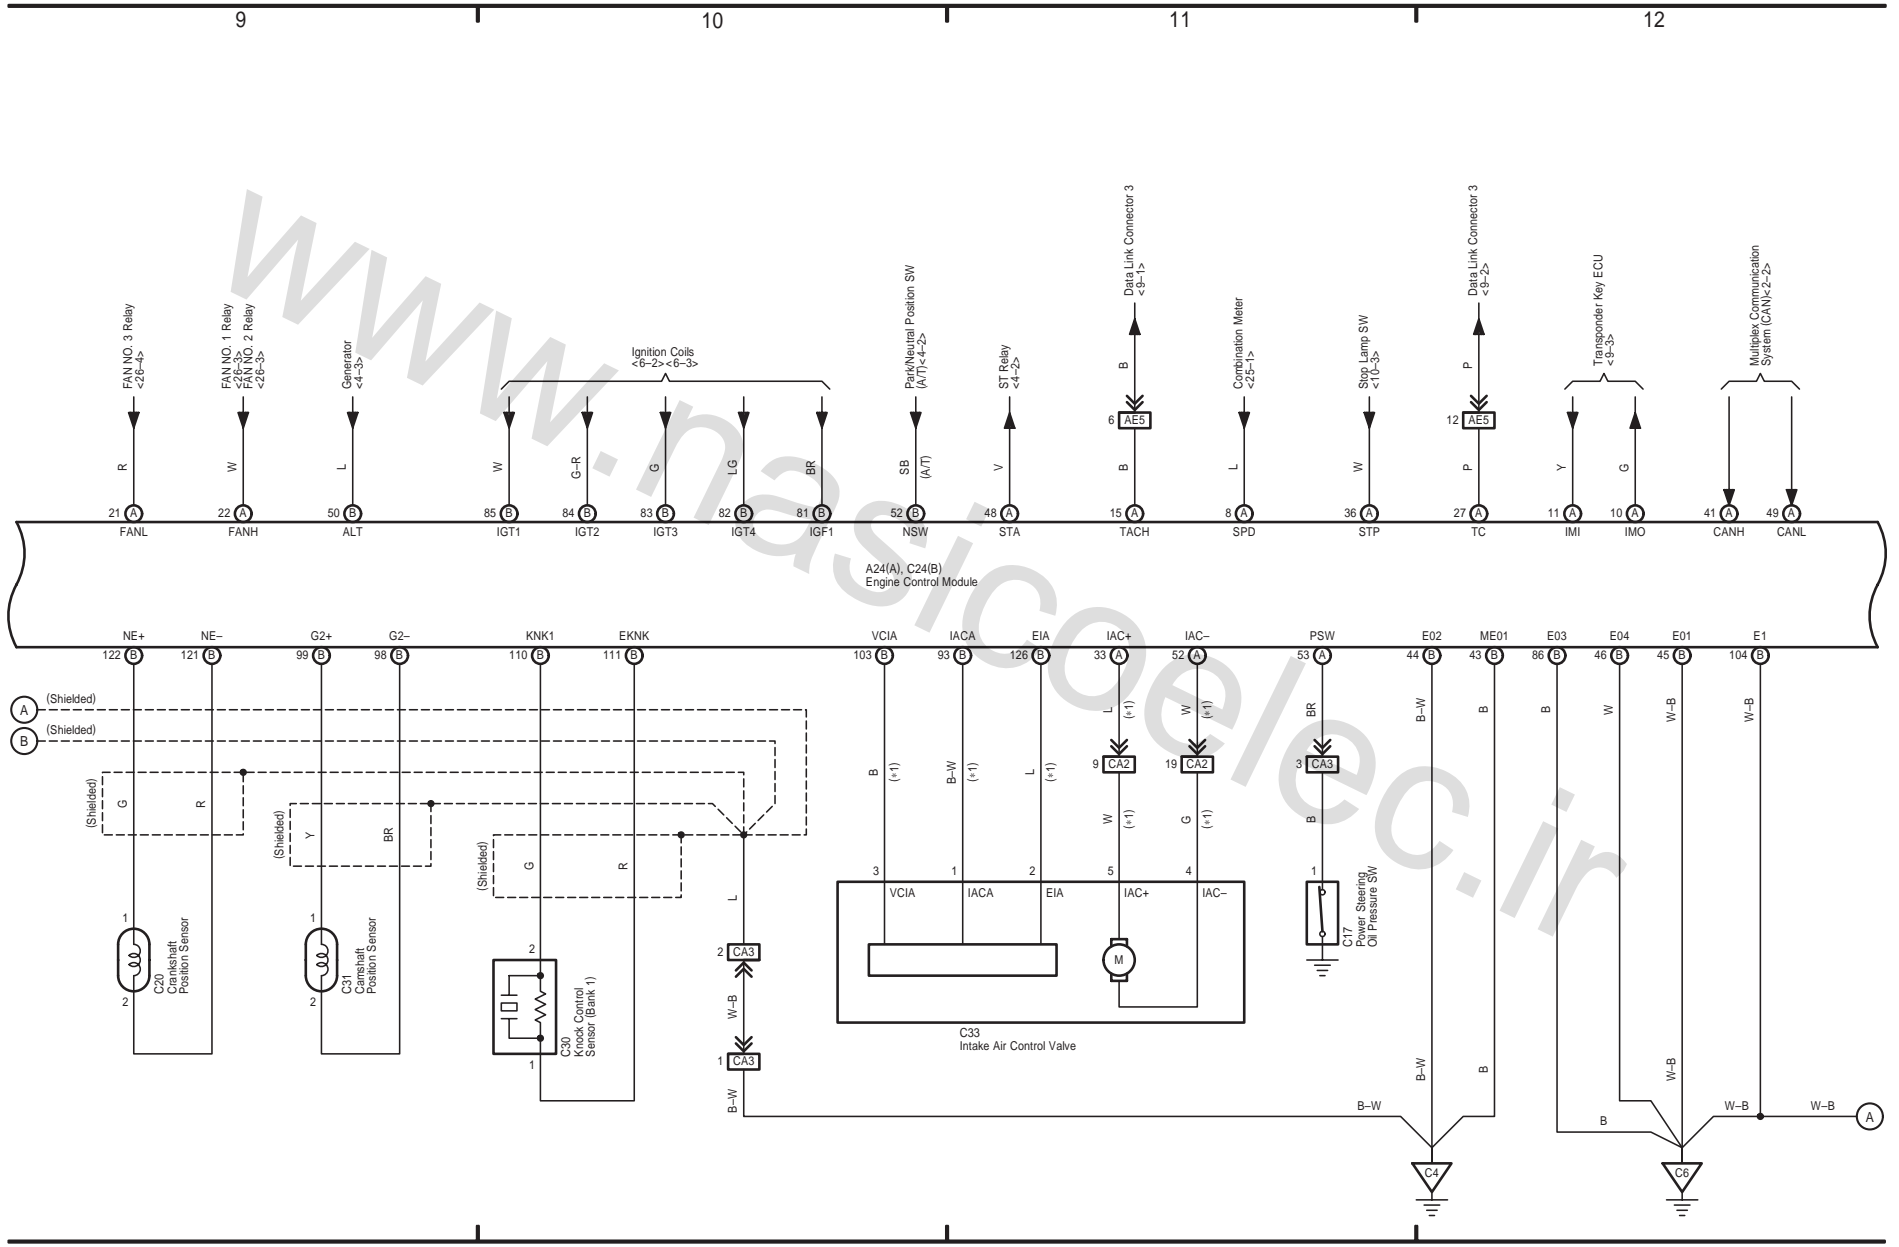 9
10
11
12
FAN NO. 3 Relay
<26–4>
FAN NO. 1 Relay
<26–3>
FAN NO. 2 Relay
<26–3>
Generator
<4–3>
Ignition Coils
<6–2><6–3>
Park/Neutral Position SW
(A/T)<4–2>
ST Relay
<4–2>
Data Link Connector 3
<9–1>
Combination Meter
<25–1>
Stop Lamp SW
<10–3>
Data Link Connector 3
<9–2>
Transponder Key ECU
<9–3>
Multiplex Communication
System (CAN)<2–2>
B
P
6 AE5
12 AE5
R
W
L
W
G–R
G
LG
BR
SB
(A/T)
V
B
L
W
P
Y
G
21 A
22 A
50 B
85 B
84 B
83 B
82 B
81 B
52 B
48 A
15 A
8 A
36 A
27 A
11 A
10 A
41 A
49 A
FANL
FANH
ALT
IGT1
IGT2
IGT3
IGT4
IGF1
NSW
STA
TACH
SPD
STP
TC
IMI
IMO
CANH
CANL
A24(A), C24(B)
Engine Control Module
NE+
NE–
G2+
G2–
KNK1
EKNK
VCIA
IACA
EIA
IAC+
IAC–
PSW
E02
ME01
E03
E04
E01
E1
122 B
121 B
99 B
98 B
110 B
111 B
103 B
93 B
126 B
33 A
52 A
53 A
44 B
43 B
86 B
46 B
45 B
104 B
A
(Shielded)
B
(Shielded)
L
(*1)
W
(*1)
BR
B–W
B
B
W
W–B
W–B
(Shielded)
G
R
(Shielded)
Y
BR
(Shielded)
G
R
B
(*1)
B–W
(*1)
L
(*1)
9 CA2
19 CA2
3 CA3
W
(*1)
G
(*1)
B
3
1
2
5
4
1
VCIA
IACA
EIA
IAC+
IAC–
L
1
2
C20
Crankshaft
Position Sensor
1
2
C31
Camshaft
Position Sensor
2
1
C30
Knock Control
Sensor (Bank 1)
2 CA3
W–B
1 CA3
B–W
M
C33
Intake Air Control Valve
C17
Power Steering
Oil Pressure SW
B–W
B
W–B
B–W
B
W–B
W–B
A
C4
C6
www.nasicoelec.ir